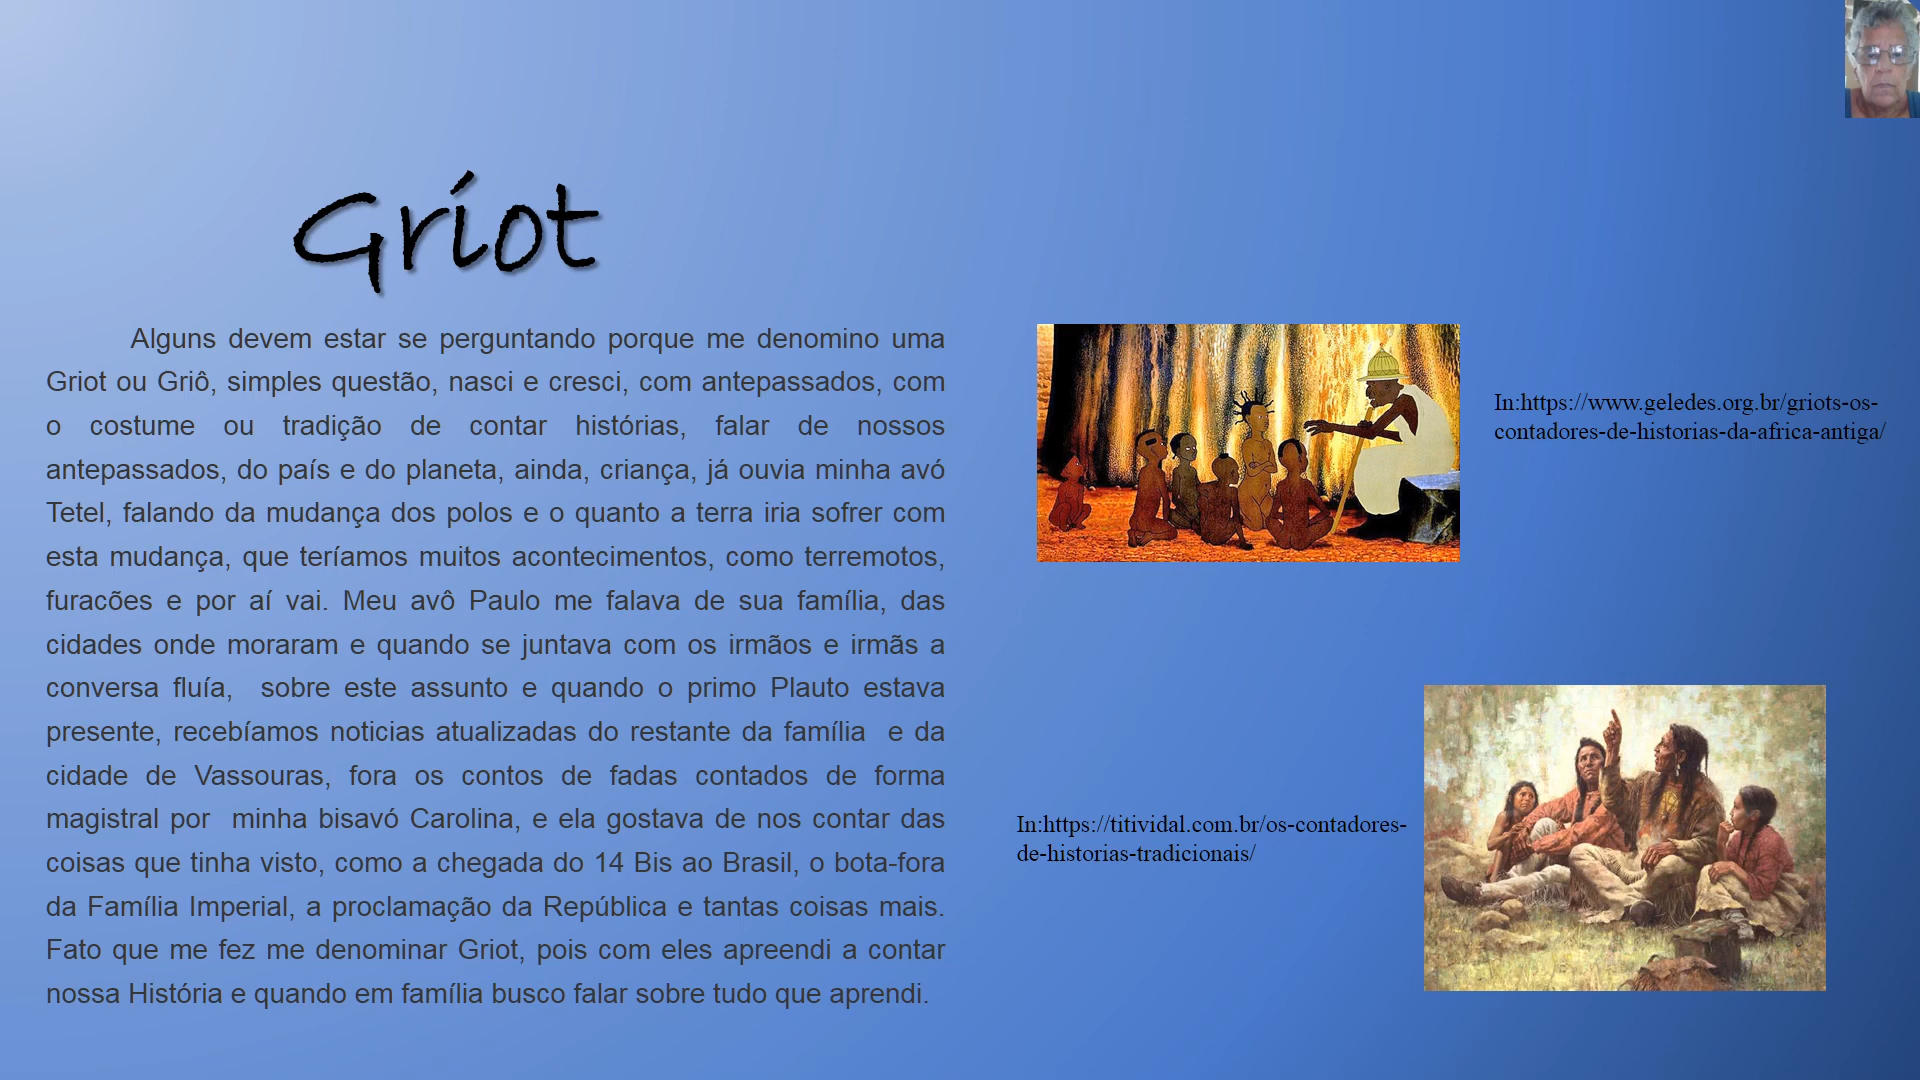 Griot
Alguns devem estar se perguntando porque me denomino uma
Griot ou Griô, simples questão, nasci e cresci, com antepassados, com
o costume ou tradição de contar histórias, falar de nossos
antepassados, do país e do planeta, ainda, criança, já ouvia minha avó
Tetel, falando da mudança dos polos e o quanto a terra iria sofrer com
esta mudança, que teríamos muitos acontecimentos, como terremotos,
furacões e por aí vai. Meu avô Paulo me falava de sua família, das
cidades onde moraram e quando se juntava com os irmãos e irmãs a
conversa fluía, sobre este assunto e quando o primo Plauto estava
presente, recebíamos noticias atualizadas do restante da família e da
cidade de Vassouras, fora os contos de fadas contados de forma
magistral por minha bisavó Carolina, e ela gostava de nos contar das
coisas que tinha visto, como a chegada do 14 Bis ao Brasil, o bota-fora
da Família Imperial, a proclamação da República e tantas coisas mais.
Fato que me fez me denominar Griot, pois com eles apreendi a contar
nossa História e quando em família busco falar sobre tudo que aprendi.
In:https://www.geledes.org.br/griots-os-
contadores-de-historias-da-africa-antiga/
In:https://titividal.com.br/os-contadores-
de-historias-tradicionais/